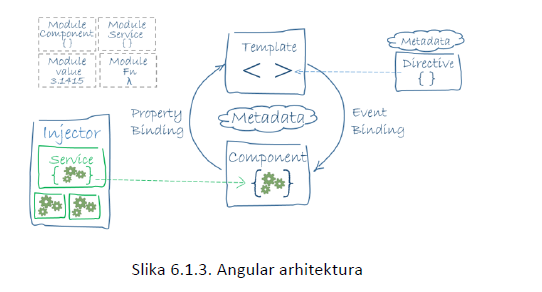 Module
Component
{ }
Module
Service
{ }
Module
value
3.1415
Module
Fn
λ
Template
< >
Metadata
Directive
{ }
Property
Binding
Metadata
Event
Binding
Injector
Service
{ }
Component
{ }
Slika 6.1.3. Angular arhitektura